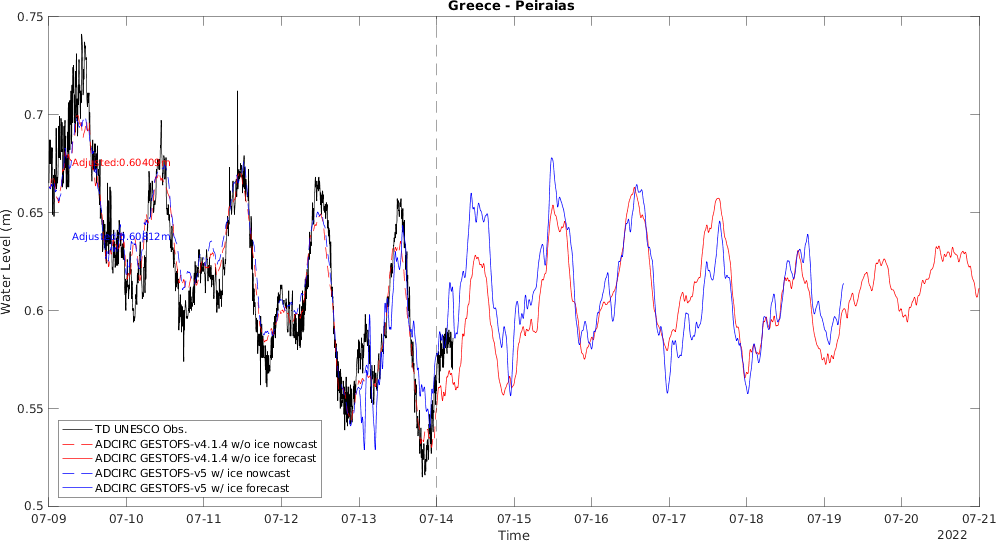 Greece - Peiraias
0.75
0.7
0.65
0.6
0.55
0.5
Water Level (m)
Adjusted:0.60409m
Adjusted:0.60812m
TD UNESCO Obs.
ADCIRC GESTOFS-v4.1.4 w/o ice nowcast
ADCIRC GESTOFS-v4.1.4 w/o ice forecast
ADCIRC GESTOFS-v5 w/ ice nowcast
ADCIRC GESTOFS-v5 w/ ice forecast
07-09 07-10 07-11 07-12 07-13 07-14 07-15 07-16 07-17 07-18 07-19 07-20 07-21
Time
2022